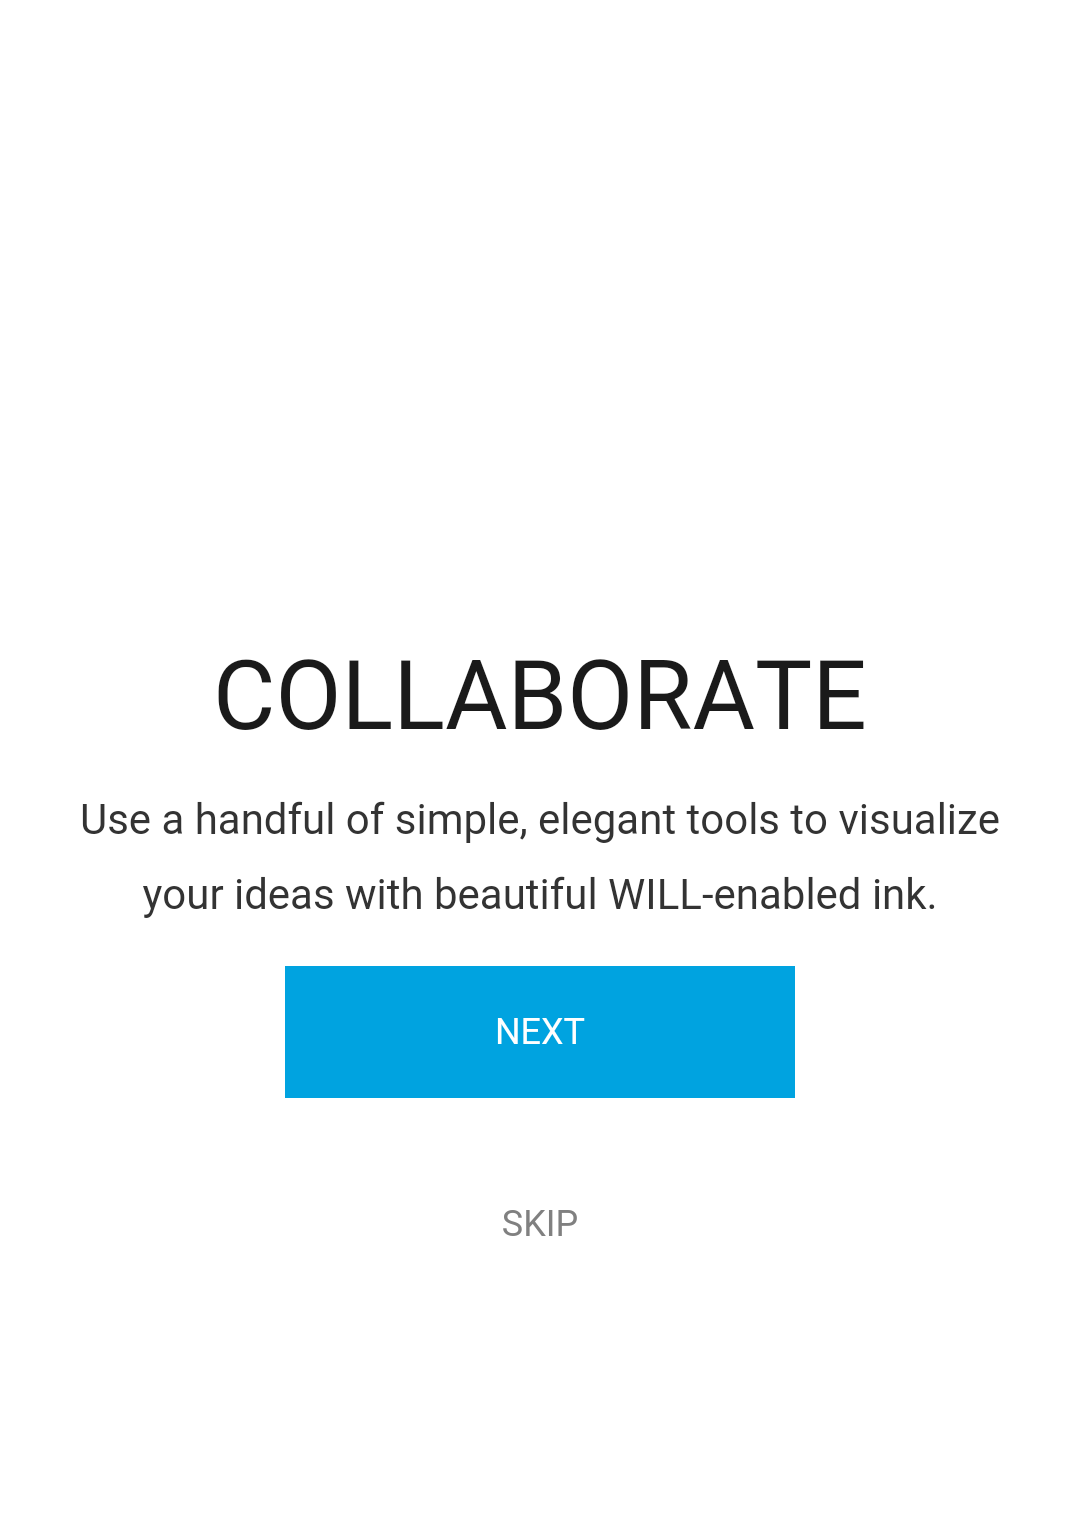 COLLABORATE
Use a handful of simple, elegant tools to visualize
your ideas with beautiful WILL-enabled ink.
NEXT
SKIP